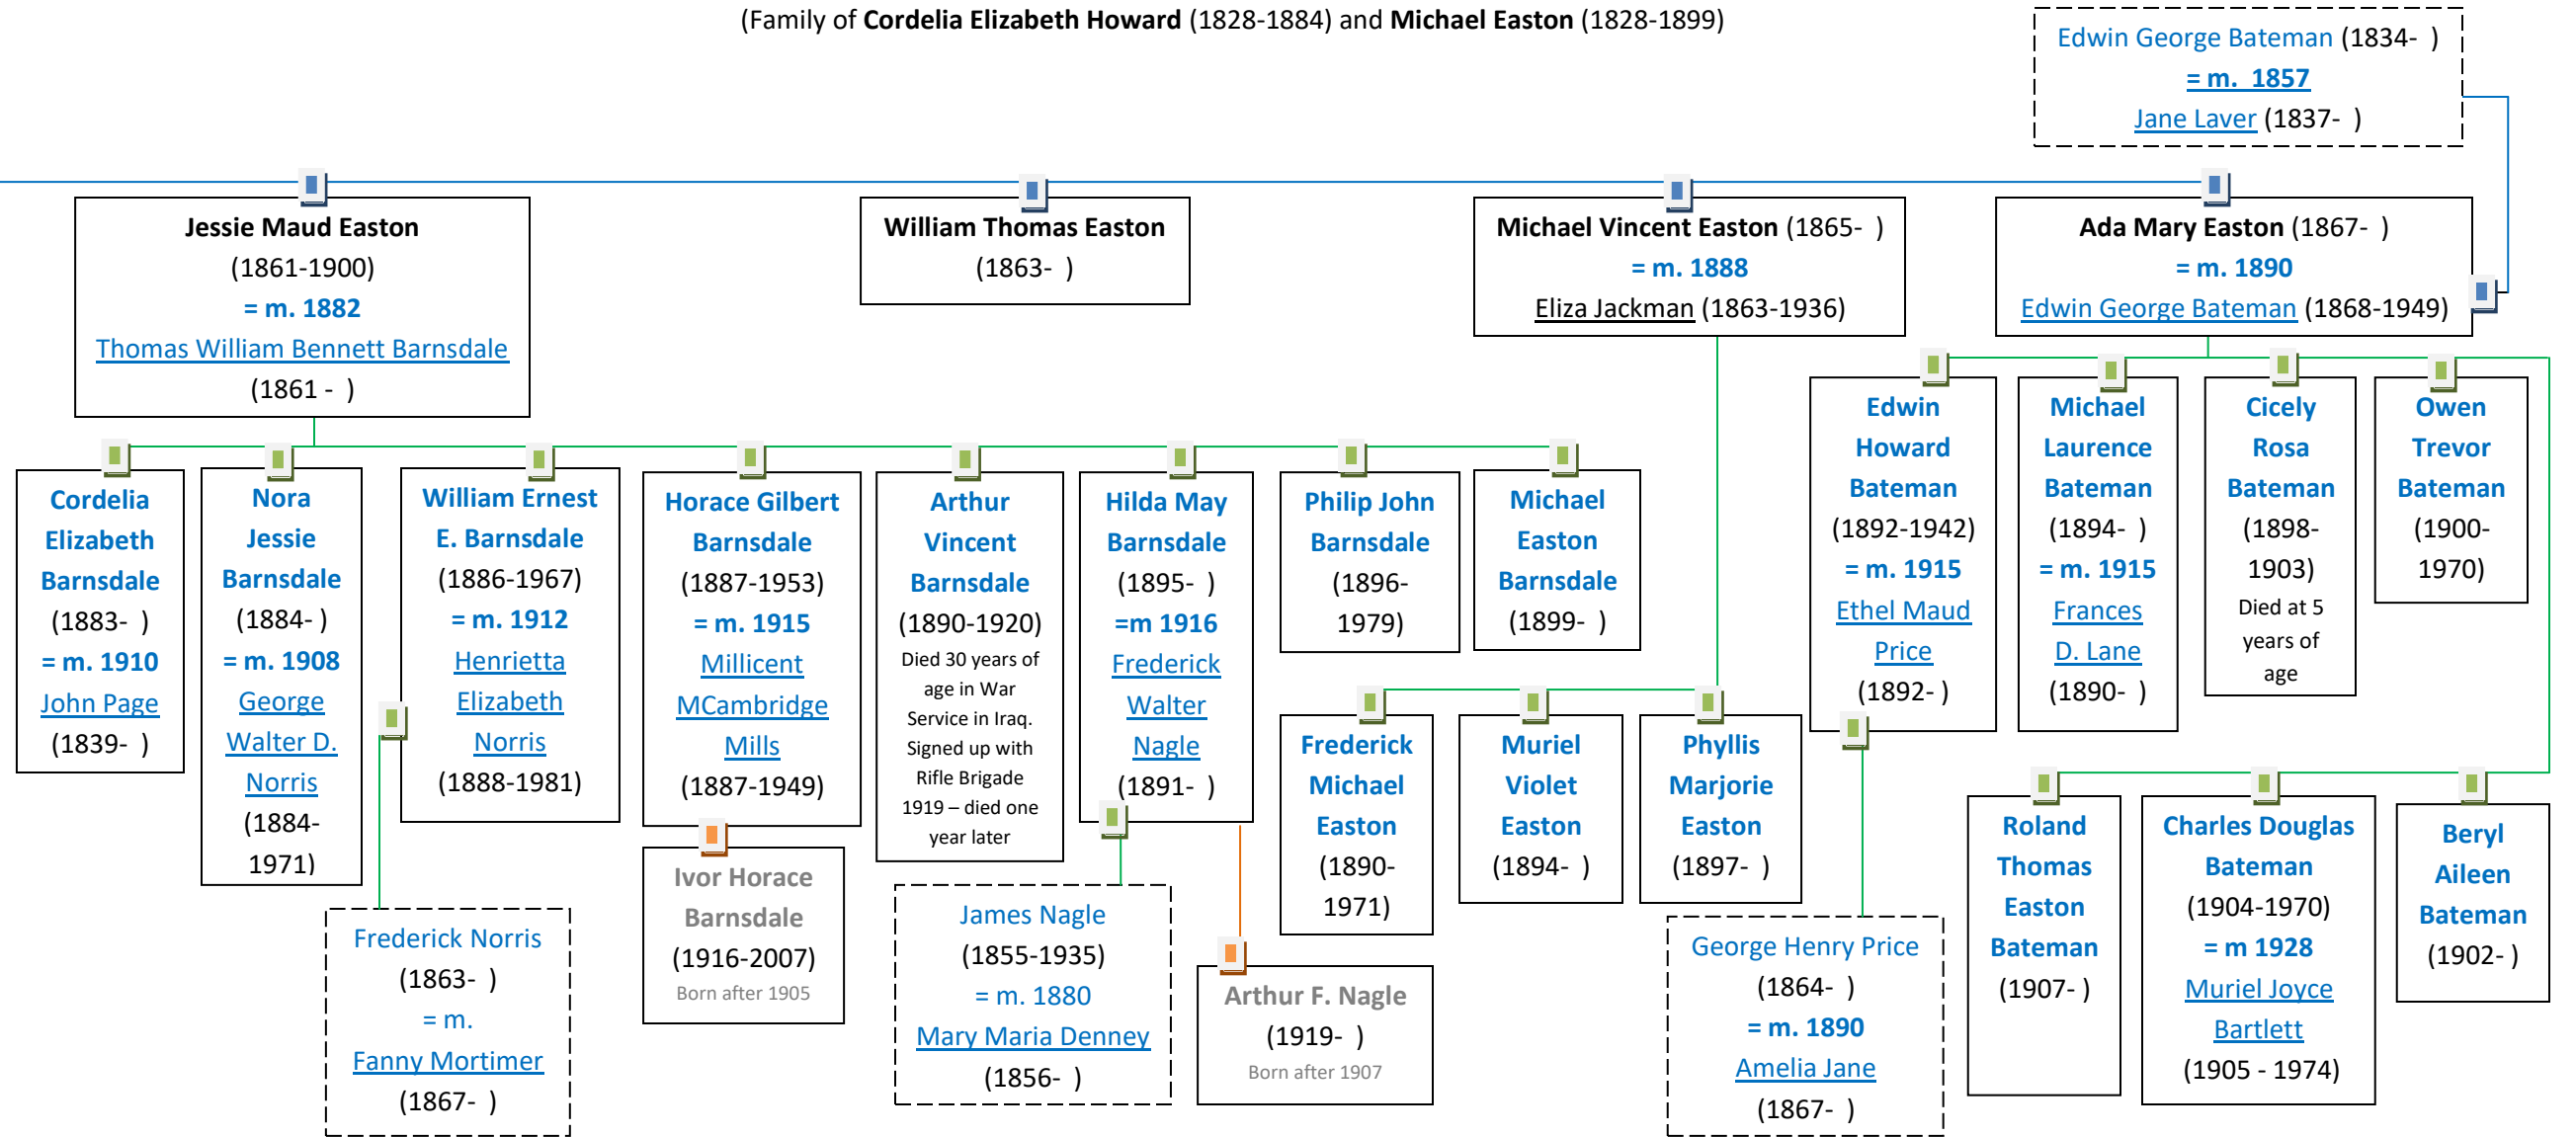 (Family of Cordelia Elizabeth Howard (1828-1884) and Michael Easton (1828-1899)
Edwin George Bateman (1834-  )
= m.  1857
Jane Laver (1837-  )
Jessie Maud Easton
(1861-1900)
= m. 1882
Thomas William Bennett Barnsdale
(1861 -  )
William Thomas Easton
(1863-  )
Michael Vincent Easton (1865-  )
= m. 1888
Eliza Jackman (1863-1936)
Ada Mary Easton (1867-  )
= m. 1890
Edwin George Bateman (1868-1949)
Cordelia
Elizabeth
Barnsdale
(1883-  )
= m. 1910
John Page
(1839-  )
Nora
Jessie
Barnsdale
(1884- )
= m. 1908
George
Walter D.
Norris
(1884-
1971)
William Ernest
E. Barnsdale
(1886-1967)
= m. 1912
Henrietta
Elizabeth
Norris
(1888-1981)
Horace Gilbert
Barnsdale
(1887-1953)
= m. 1915
Millicent
MCambridge
Mills
(1887-1949)
Arthur
Vincent
Barnsdale
(1890-1920)
Died 30 years of
age in War
Service in Iraq.
Signed up with
Rifle Brigade
1919 – died one
year later
Hilda May
Barnsdale
(1895-  )
=m 1916
Frederick
Walter
Nagle
(1891-  )
Philip John
Barnsdale
(1896-
1979)
Michael
Easton
Barnsdale
(1899-  )
Edwin
Howard
Bateman
(1892-1942)
= m. 1915
Ethel Maud
Price
(1892- )
Michael
Laurence
Bateman
(1894-  )
= m. 1915
Frances
D. Lane
(1890-  )
Cicely
Rosa
Bateman
(1898-
1903)
Died at 5
years of
age
Owen
Trevor
Bateman
(1900-
1970)
Frederick
Michael
Easton
(1890-
1971)
Muriel
Violet
Easton
(1894-  )
Phyllis
Marjorie
Easton
(1897-  )
Roland
Thomas
Easton
Bateman
(1907- )
Charles Douglas
Bateman
(1904-1970)
= m 1928
Muriel Joyce
Bartlett
(1905 - 1974)
Beryl
Aileen
Bateman
(1902- )
Frederick Norris
(1863-  )
= m.
Fanny Mortimer
(1867-  )
Ivor Horace
Barnsdale
(1916-2007)
Born after 1905
James Nagle
(1855-1935)
= m. 1880
Mary Maria Denney
(1856-  )
Arthur F. Nagle
(1919-  )
Born after 1907
George Henry Price
(1864-  )
= m. 1890
Amelia Jane
(1867-  )